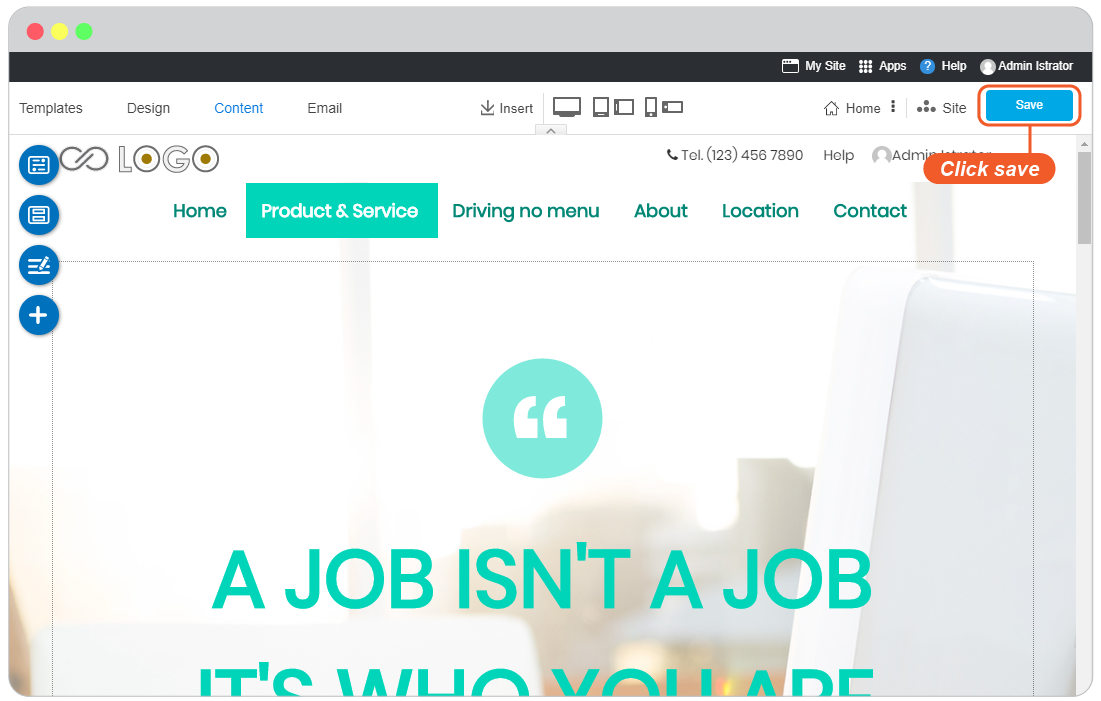 My Site Apps ? Help Admin Istrator
Templates Design Content Email Insert Home Site Save
Click save
LOGO Tel. (123) 456 7890 Help Admin Istrator
Home Product & Service Driving no menu About Location Contact
“
A JOB ISN'T A JOB
IT'S WHO YOU ARE